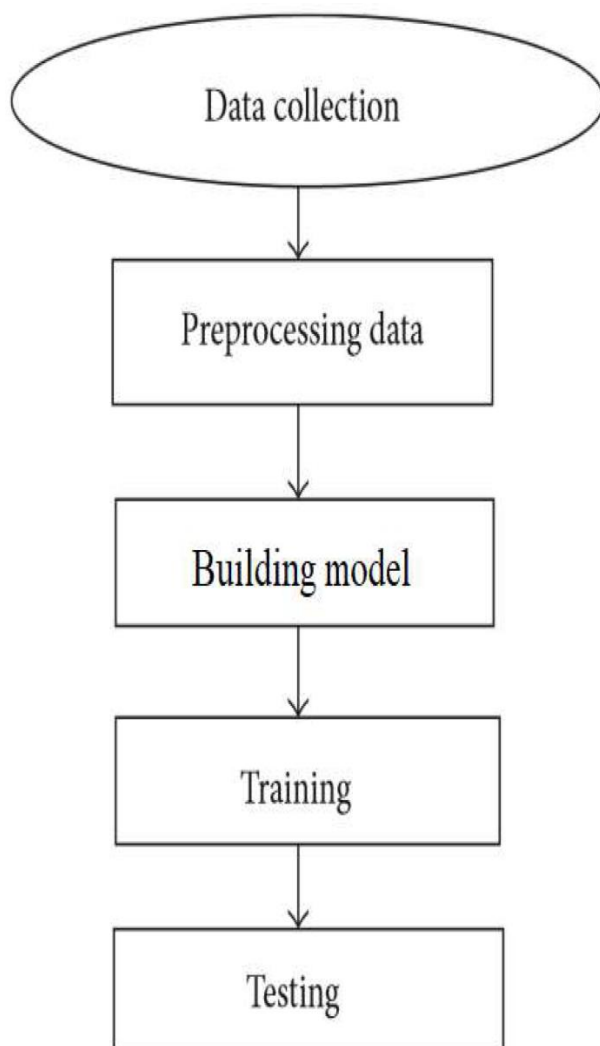 Data collection
Preprocessing data
Building model
Training
Testing